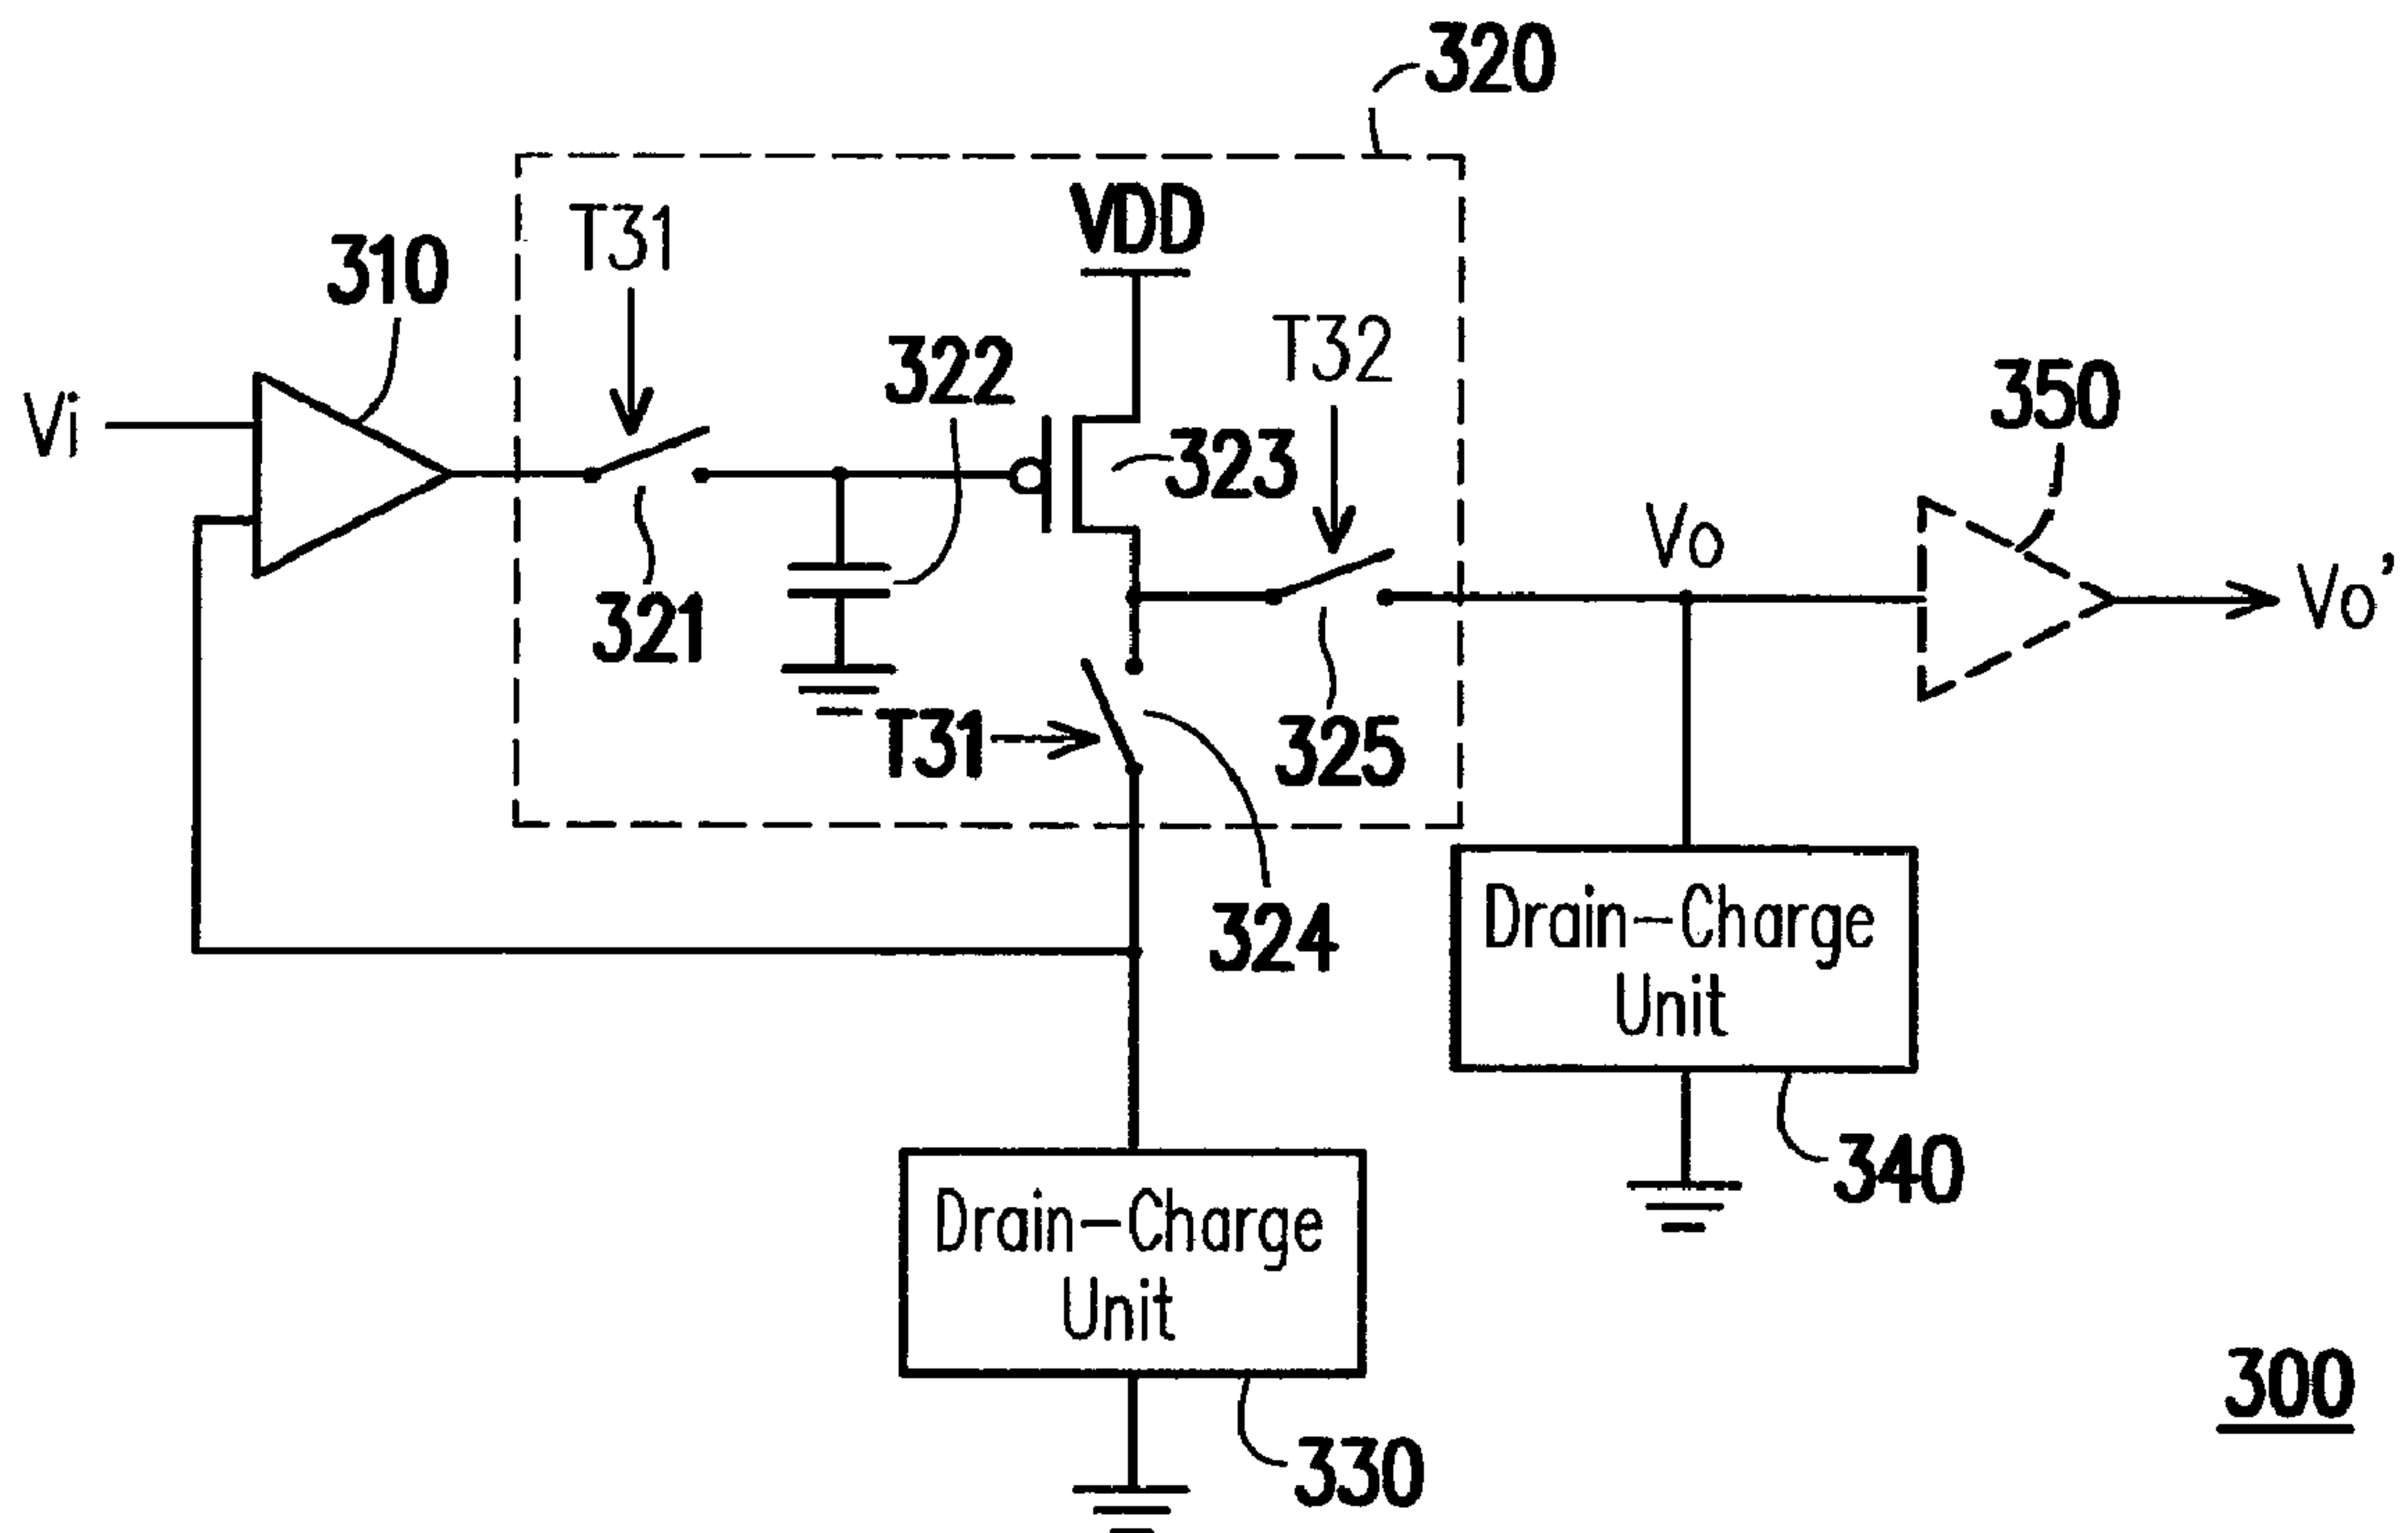 320
VDD
T31
310
T32
322
350
Vi
323
Vo
Vo'
321
T31
325
Drain-Charge
Unit
324
340
Drain-Charge
Unit
300
330